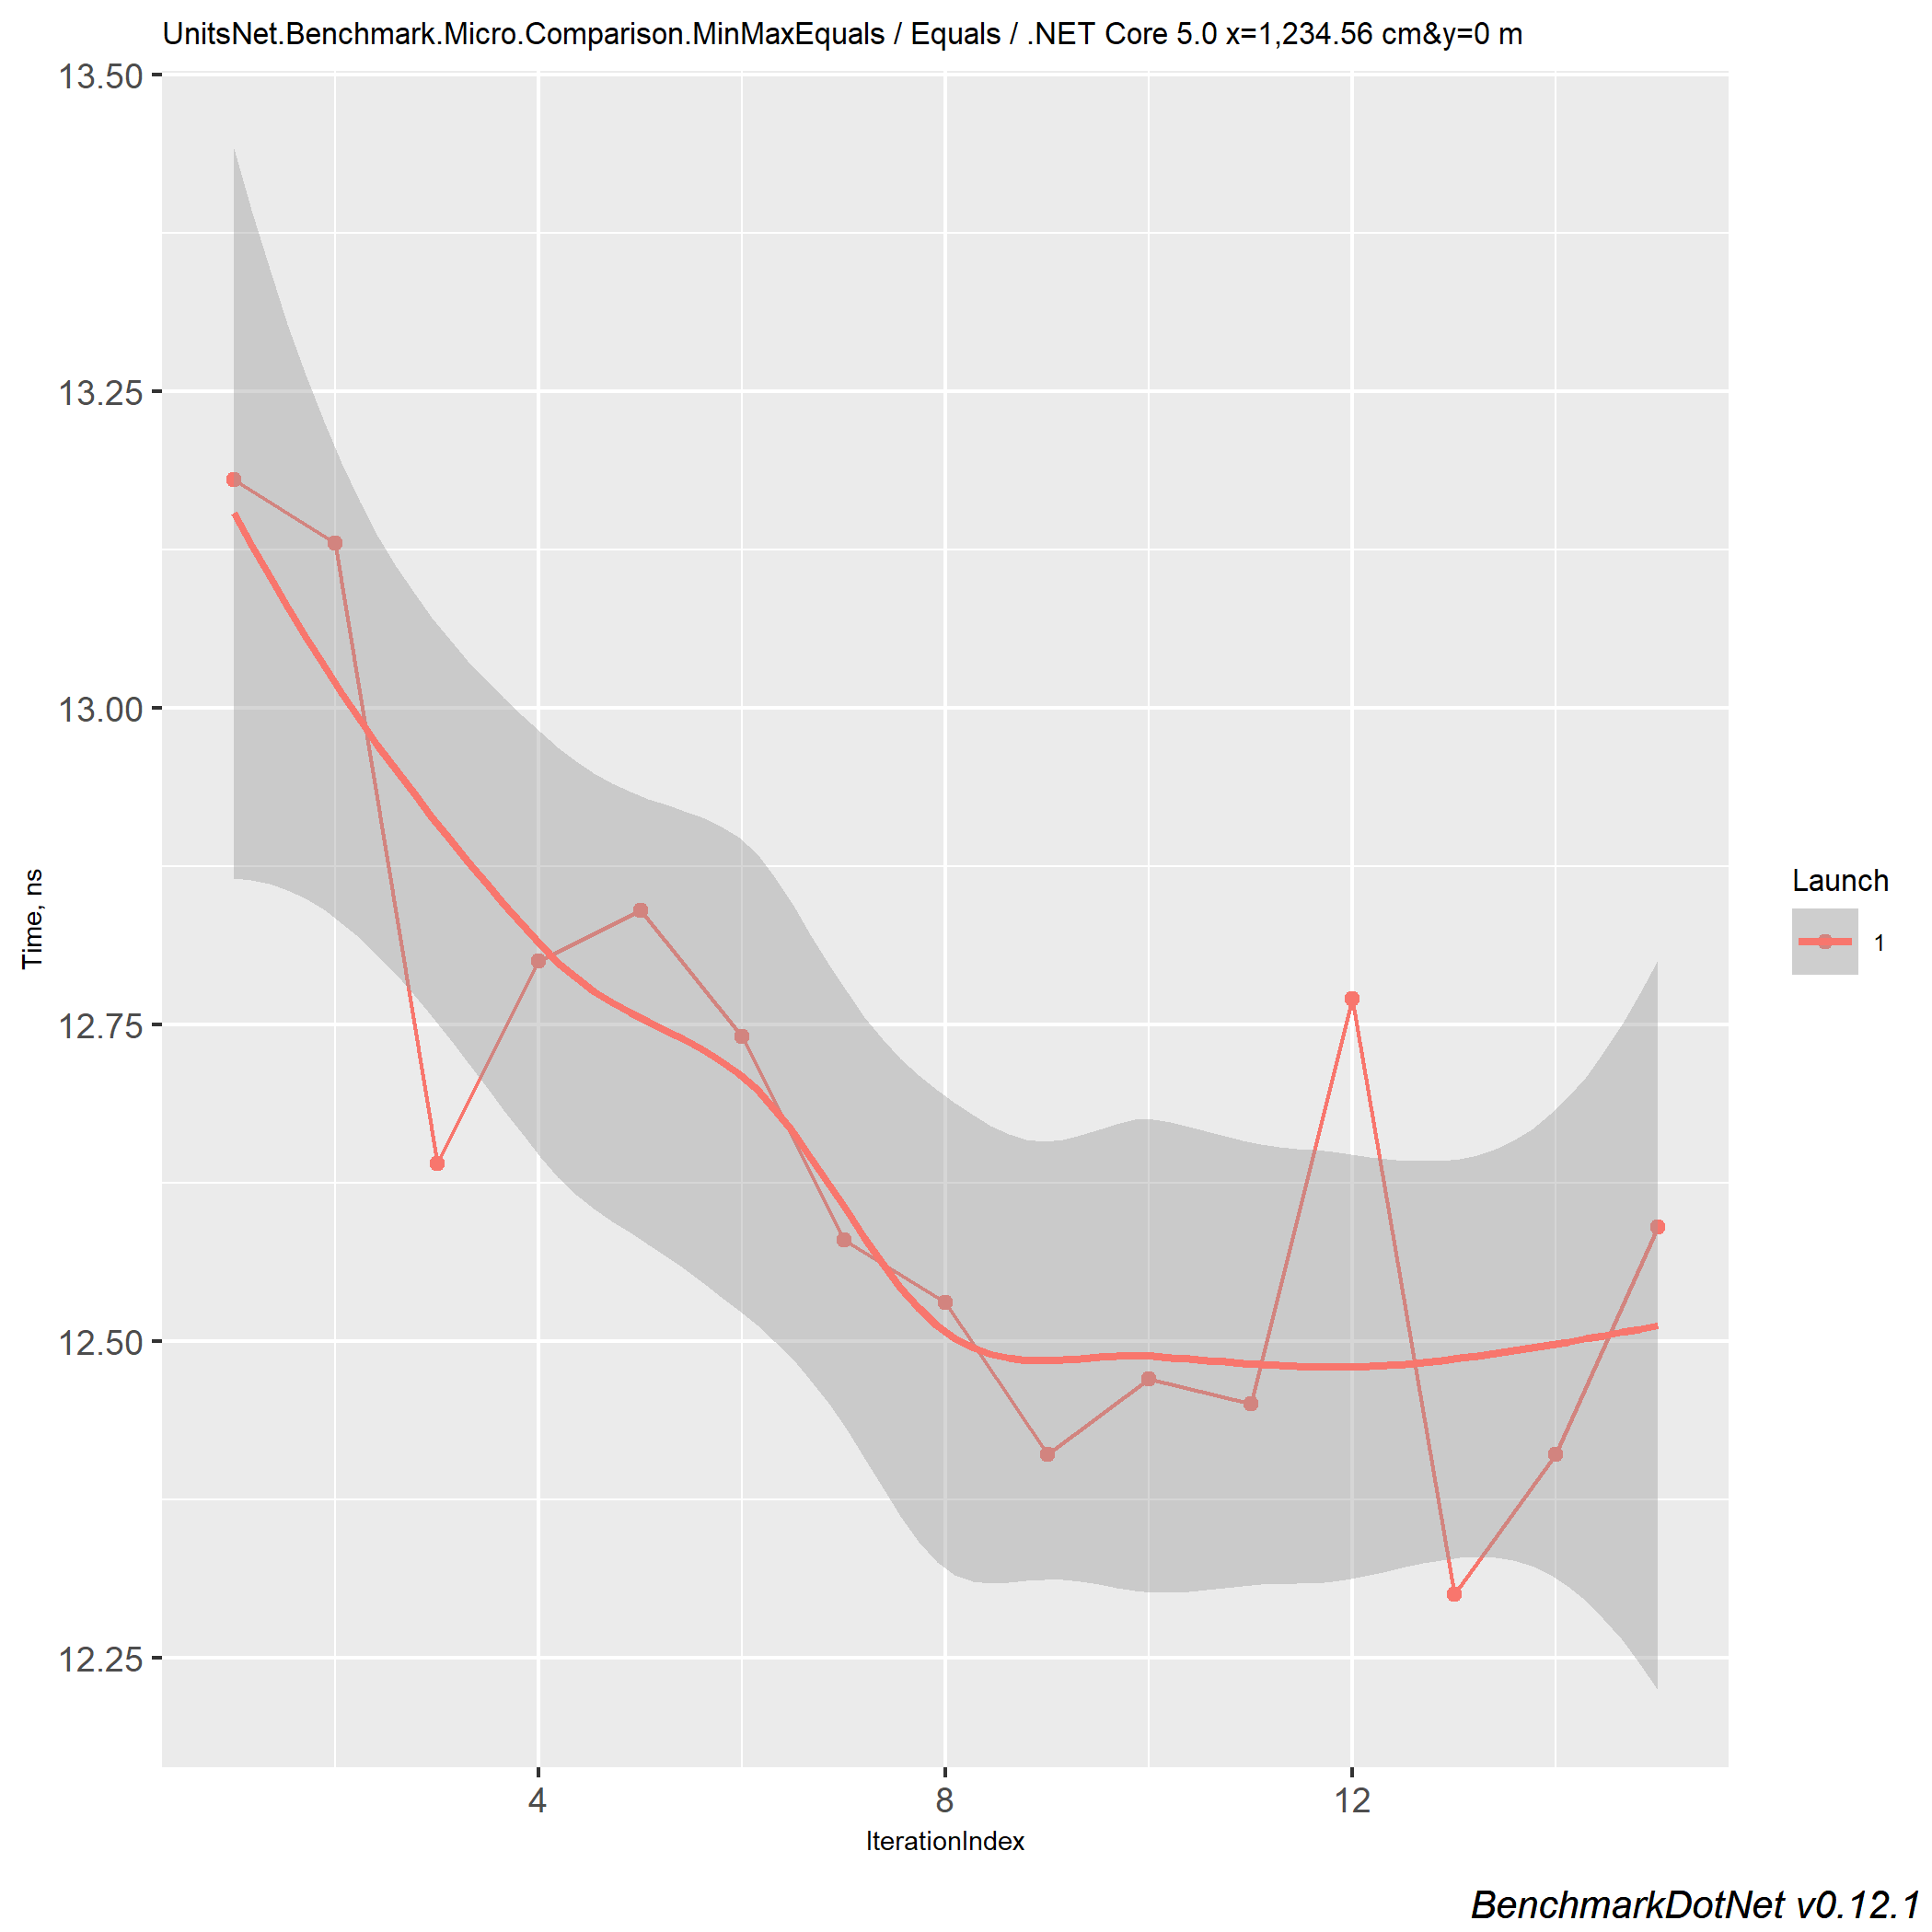 UnitsNet.Benchmark.Micro.Comparison.MinMaxEquals / Equals / .NET Core 5.0 x=1,234.56 cm&y=0 m
13.50
13.25
13.00
12.75
12.50
12.25
Time, ns
4
8
12
IterationIndex
Launch
1
BenchmarkDotNet v0.12.1